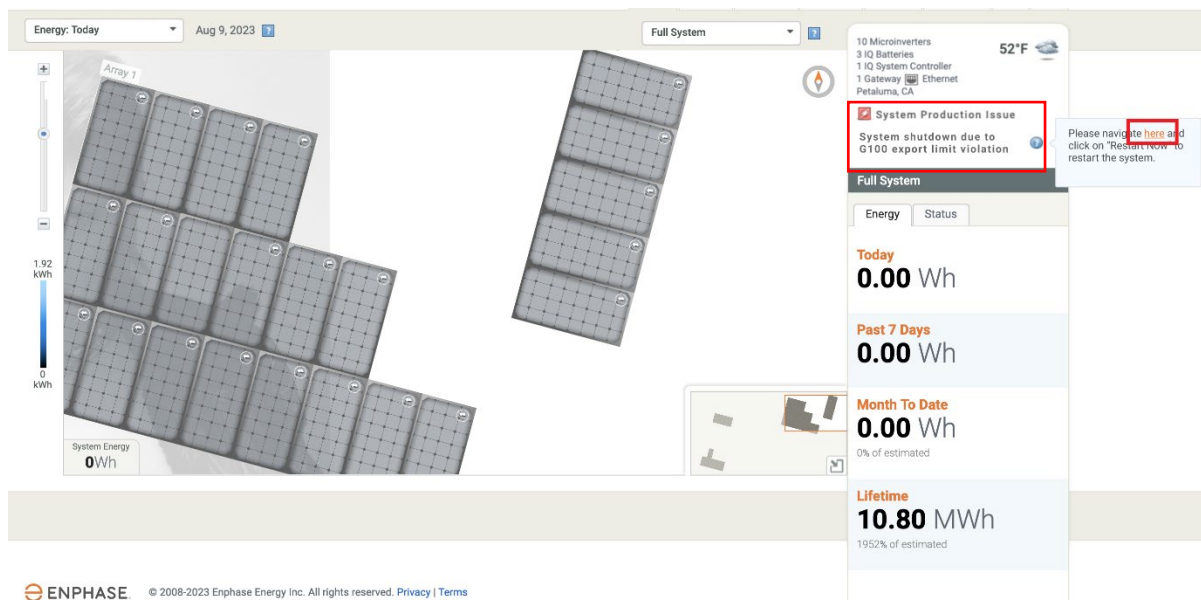 Energy: Today
Aug 9, 2023
?
Full System
?
Array 1
+
-
1.92
kWh
0
kWh
System Energy
0Wh
10 Microinverters
3 IQ Batteries
1 IQ System Controller
1 Gateway Ethernet
Petaluma, CA
52°F
System Production Issue
System shutdown due to
G100 export limit violation
?
Please navigate here and
click on "Restart Now" to
restart the system.
Full System
Energy
Status
Today
0.00 Wh
Past 7 Days
0.00 Wh
Month To Date
0.00 Wh
0% of estimated
Lifetime
10.80 MWh
1952% of estimated
ENPHASE.
© 2008-2023 Enphase Energy Inc. All rights reserved. Privacy | Terms